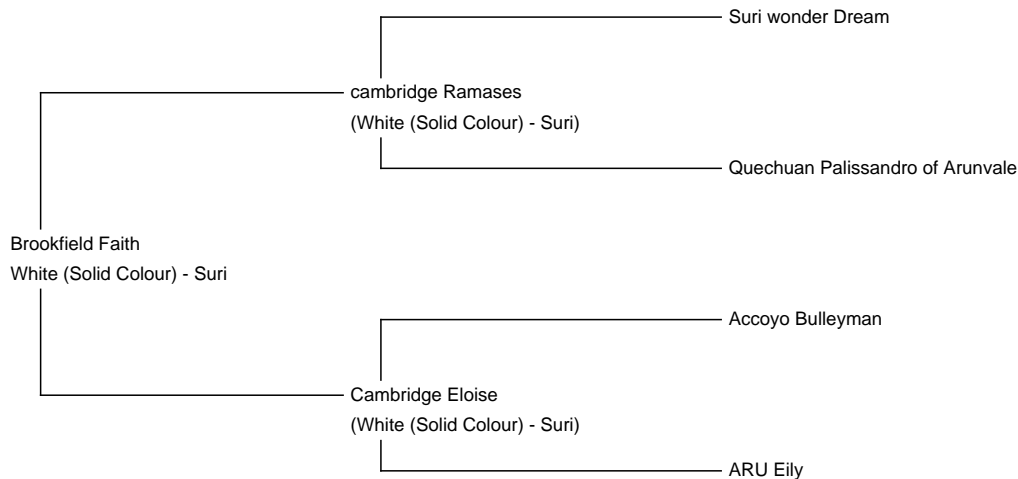 Suri wonder Dream
cambridge Ramases
(White (Solid Colour) - Suri)
Quechuan Palissandro of Arunvale
Brookfield Faith
White (Solid Colour) - Suri
Accoyo Bulleyman
Cambridge Eloise
(White (Solid Colour) - Suri)
ARU Eily